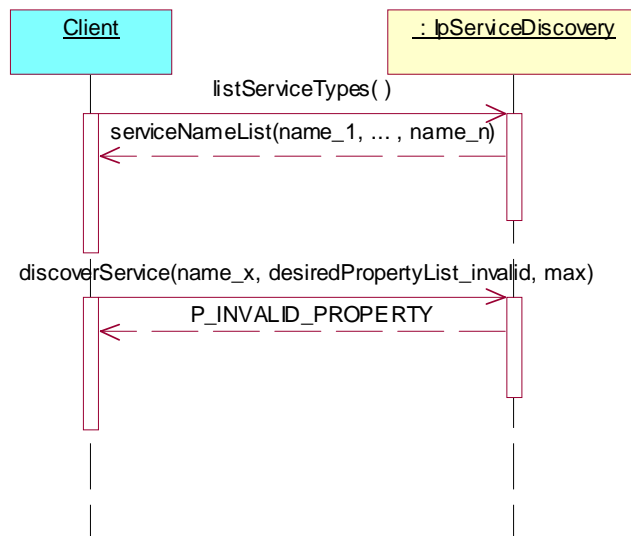 Client
: IpServiceDiscovery
listServiceTypes( )
serviceNameList(name_1, ... , name_n)
discoverService(name_x, desiredPropertyList_invalid, max)
P_INVALID_PROPERTY